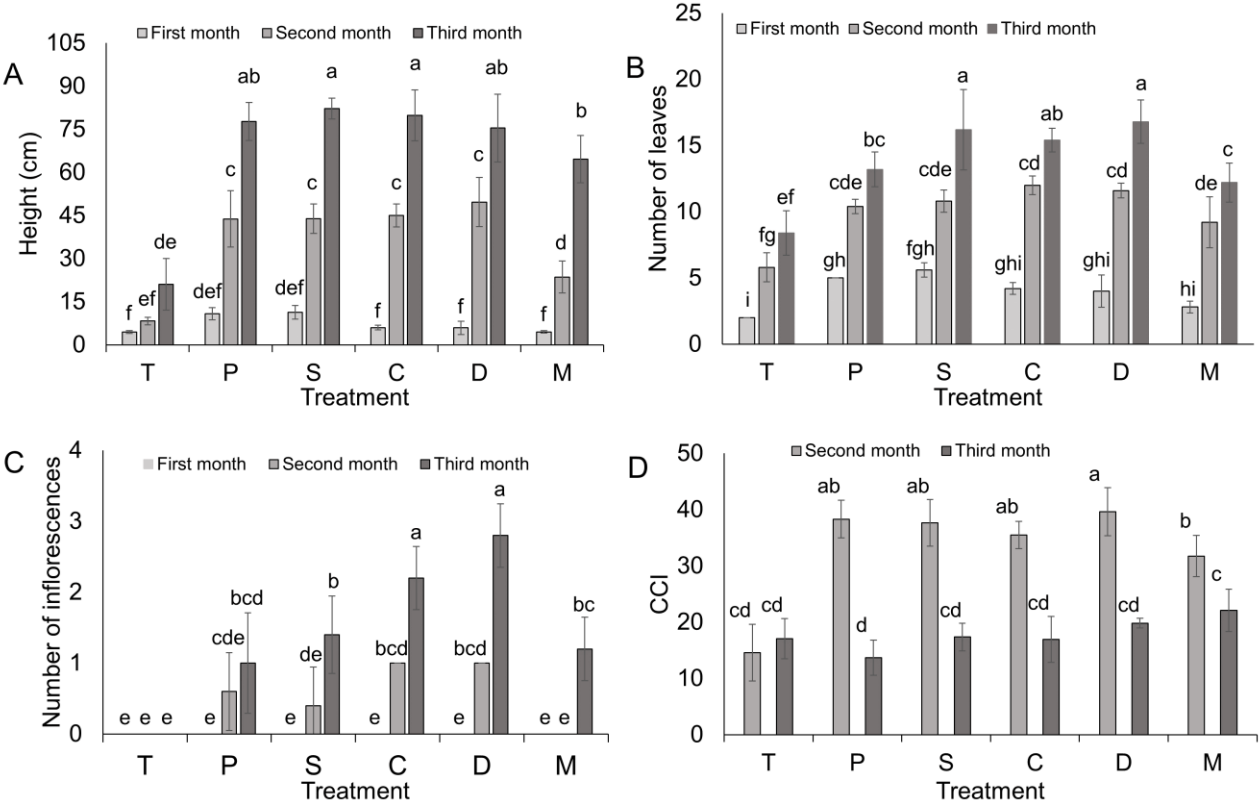 A
First month Second month Third month
Height (cm)
105
90
75
60
45
30
15
0
f ef de
def c ab
def c a
f c a
f c ab
f d b
T P S C D M
Treatment
B
First month Second month Third month
Number of leaves
25
20
15
10
5
0
i fg ef
gh cde bc
fgh cde a
ghi cd ab
ghi cd a
hi de c
T P S C D M
Treatment
C
First month Second month Third month
Number of inflorescences
4
3
2
1
0
e e e
e cde bcd
e de b
e bcd a
e bcd a
e e bc
T P S C D M
Treatment
D
Second month Third month
CCI
50
40
30
20
10
0
cd cd
ab d
ab cd
ab cd
a cd
b c
T P S C D M
Treatment